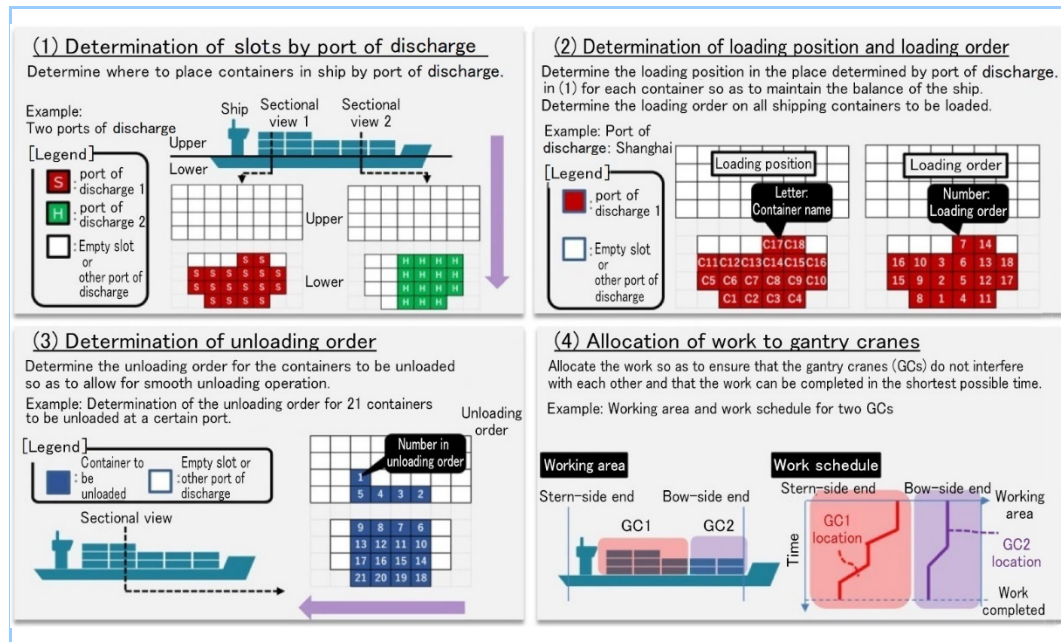 (1) Determination of slots by port of discharge
Determine where to place containers in ship by port of discharge.
Example:
Two ports of discharge
Ship
Sectional
view 1
Sectional
view 2
[Legend]
S
: port of
discharge 1
H
: port of
discharge 2
: Empty slot
or
other port of
discharge
Upper
Lower
Upper
Lower
S S
S S S S S S
S S S S S S
S S S S
H H H H
H H H H
H H H H
H H H H
(2) Determination of loading position and loading order
Determine the loading position in the place determined by port of discharge.
in (1) for each container so as to maintain the balance of the ship.
Determine the loading order on all shipping containers to be loaded.
Example: Port of
discharge: Shanghai
[Legend]
: port of
discharge 1
: Empty slot
or
other port of
discharge
Loading position
Letter:
Container name
C17 C18
C11 C12 C13 C14 C15 C16
C5 C6 C7 C8 C9 C10
C1 C2 C3 C4
Loading order
Number:
Loading order
7 14
16 10 3 6 13 18
15 9 2 5 12 17
8 1 4 11
(3) Determination of unloading order
Determine the unloading order for the containers to be unloaded
so as to allow for smooth unloading operation.
Example: Determination of the unloading order for 21 containers
to be unloaded at a certain port.
[Legend]
Container to
: be
unloaded
Empty slot or
: other port of
discharge
Sectional view
Unloading
order
Number in
unloading order
1
5 4 3 2
9 8 7 6
13 12 11 10
17 16 15 14
21 20 19 18
(4) Allocation of work to gantry cranes
Allocate the work so as to ensure that the gantry cranes (GCs) do not interfere
with each other and that the work can be completed in the shortest possible time.
Example: Working area and work schedule for two GCs
Working area
Stern-side end
Bow-side end
GC1
GC2
Work schedule
Stern-side end
Bow-side end
Working
area
Time
GC1
location
GC2
location
Work
completed